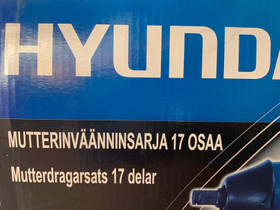 HYUNDA
MUTTERINVÄÄNNINSARJA 17 OSAA
Mutterdragarsats 17 delar